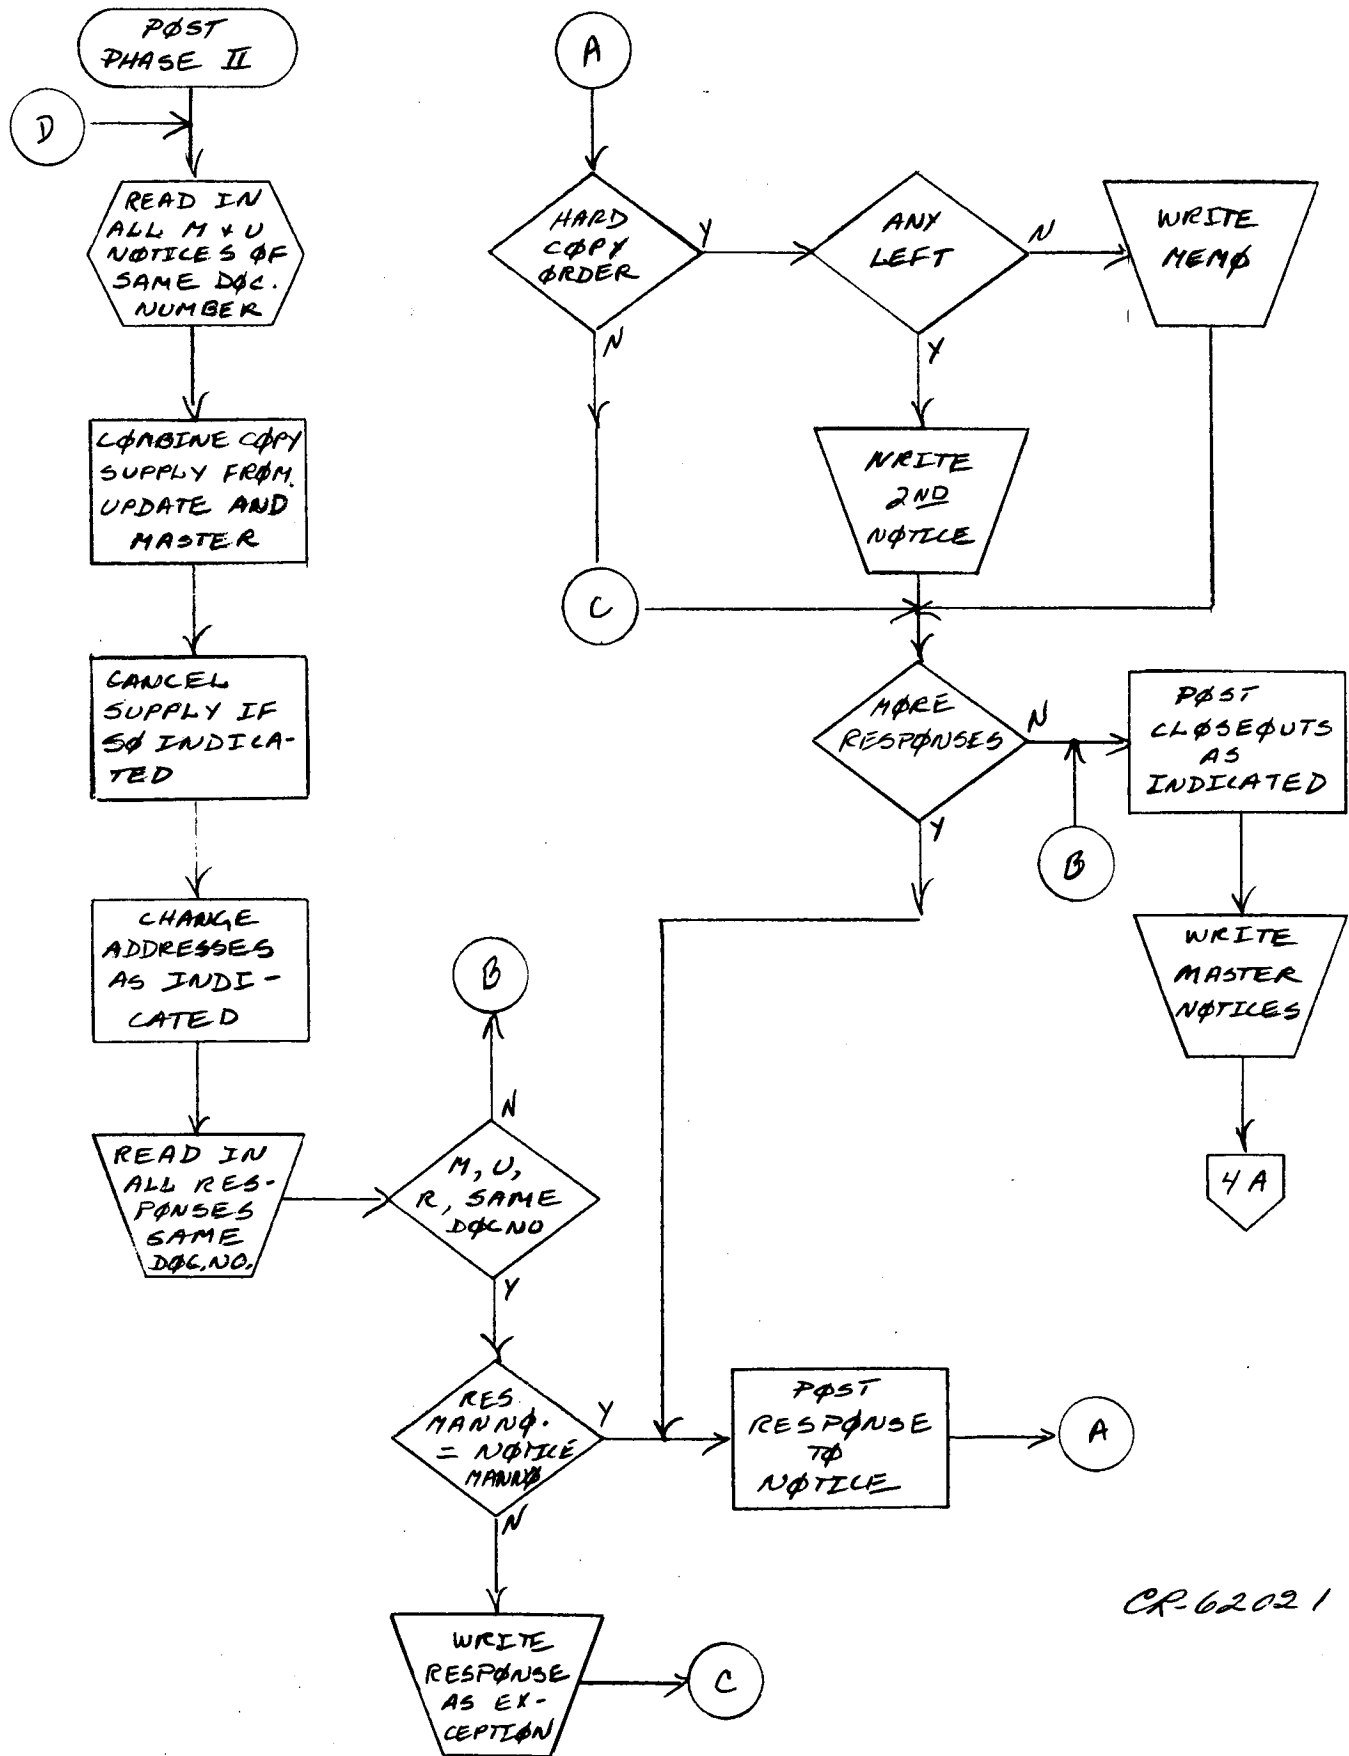 PØST
PHASE II
D
READ IN
ALL M & U
NØTICES ØF
SAME DØC.
NUMBER
CØMBINE CØPY
SUPPLY FRØM
UPDATE AND
MASTER
CANCEL
SUPPLY IF
SØ INDICA-
TED
CHANGE
ADDRESSES
AS INDI-
CATED
READ IN
ALL RES-
PØNSES
SAME
DØC.NO.
B
N
M, U,
R, SAME
DØCNO
Y
RES.
MANNØ.
= NØTICE
MANNØ
Y
N
WRITE
RESPØNSE
AS EX-
CEPTIØN
C
PØST
RESPØNSE
TØ
NØTICE
A
A
HARD
CØPY
ØRDER
Y
N
C
ANY
LEFT
N
Y
WRITE
MEMØ
WRITE
2ND
NØTICE
MØRE
RESPØNSES
N
Y
B
PØST
CLØSEØUTS
AS
INDICATED
WRITE
MASTER
NØTICES
4A
CR-62021